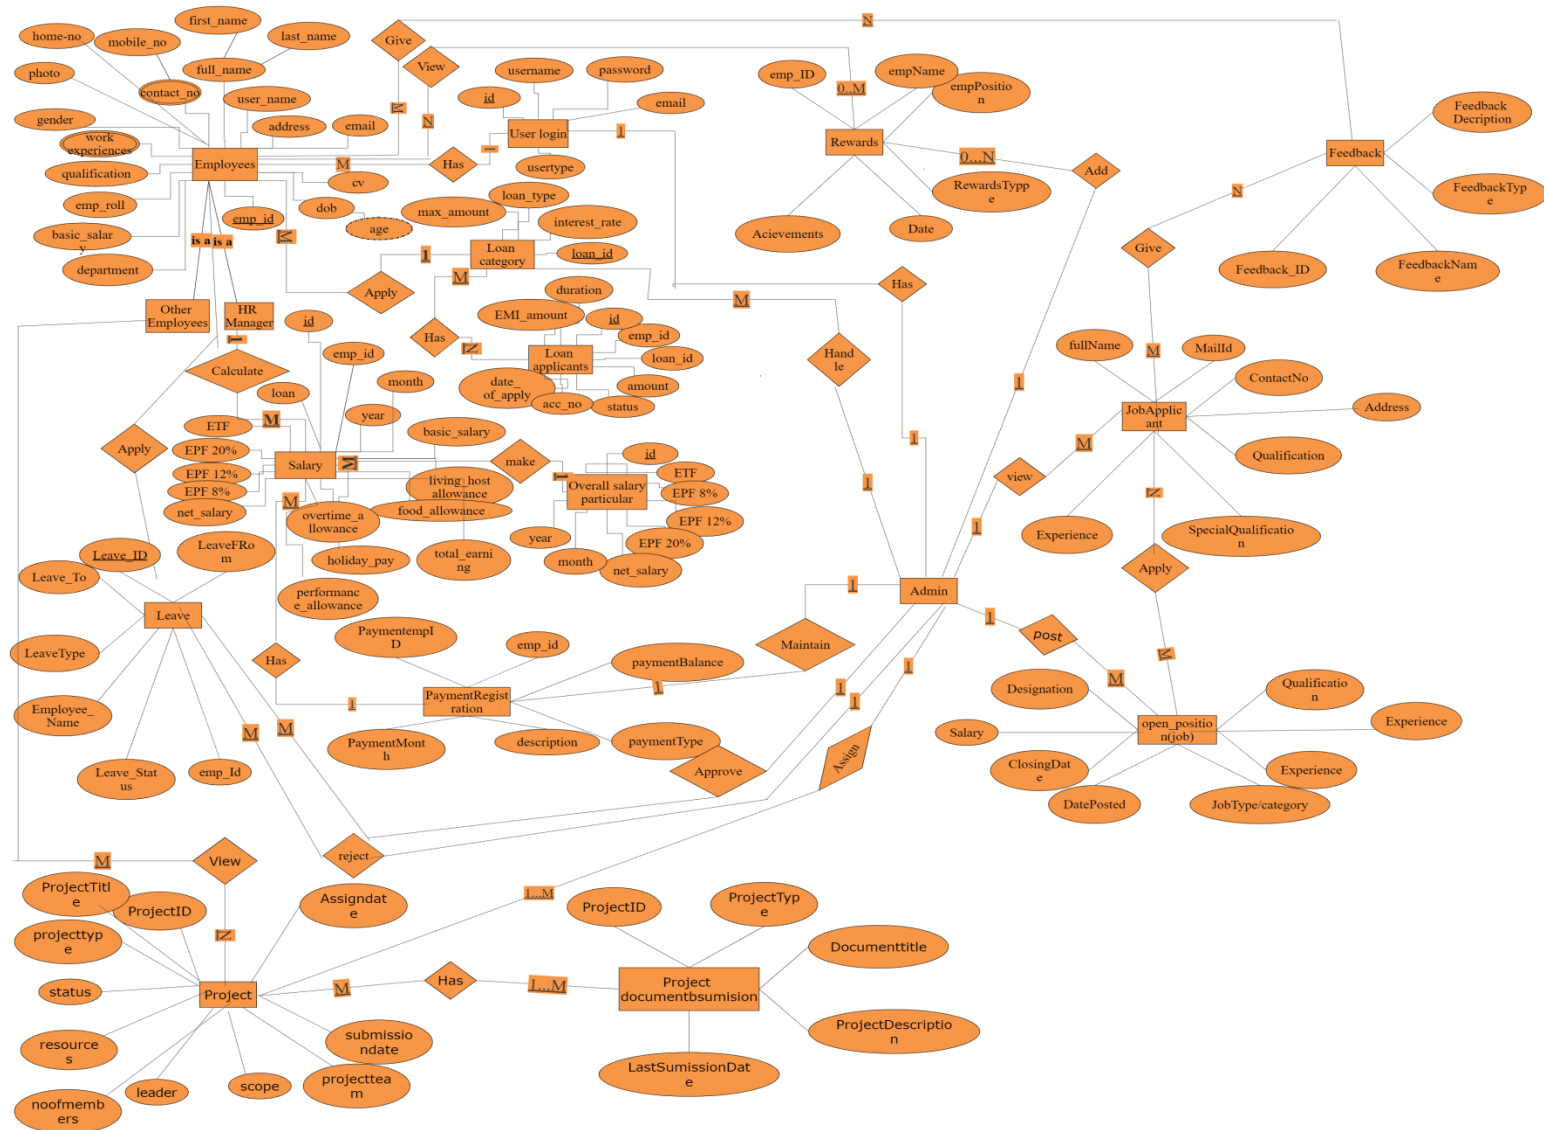 first_name
home-no
mobile_no
last_name
full_name
photo
contact_no
user_name
gender
address
email
work
experiences
Employees
qualification
cv
emp_roll
emp_id
dob
age
basic_salar
y
department
is a
is a
Other
Employees
HR
Manager
1
Calculate
M
Apply
Give
View
M
N
N
0..M
username
password
id
email
User login
1
Has
M
usertype
1
loan_type
max_amount
interest_rate
Loan
category
loan_id
M
1
Apply
M
Has
N
M
duration
EMI_amount
id
emp_id
Loan
applicants
loan_id
date_
of_apply
amount
acc_no
status
emp_ID
empName
empPositio
n
Rewards
0...N
Add
RewardsTypp
e
Acievements
Date
Has
Hand
le
1
1
1
Feedback
Decription
Feedback
FeedbackTyp
e
N
Give
Feedback_ID
FeedbackNam
e
M
fullName
MailId
ContactNo
JobApplic
ant
Address
M
view
Qualification
1
N
Experience
SpecialQualificatio
n
Apply
M
id
emp_id
loan
month
year
ETF
M
basic_salary
EPF 20%
Salary
M
make
EPF 12%
EPF 8%
net_salary
M
living_host
allowance
food_allowance
overtime_a
llowance
holiday_pay
total_earni
ng
performanc
e_allowance
1
id
ETF
Overall salary
particular
EPF 8%
EPF 12%
year
EPF 20%
month
net_salary
Leave_ID
LeaveFRo
m
Leave_To
Leave
LeaveType
Employee_
Name
Leave_Stat
us
emp_Id
M
M
Has
1
PaymentempI
D
emp_id
paymentBalance
PaymentRegist
ration
1
PaymentMont
h
description
paymentType
Maintain
1
Admin
1
post
M
1
1
1
Approve
Assign
reject
Designation
Qualificatio
n
Salary
open_positio
n(job)
Experience
ClosingDat
e
Experience
DatePosted
JobType/category
M
View
N
1...M
ProjectTitl
e
ProjectID
Assigndat
e
projecttyp
e
status
Project
M
Has
1...M
resource
s
submissio
ndate
noofmemb
ers
leader
scope
projecttea
m
ProjectID
ProjectTyp
e
Documenttitle
Project
documentbsumision
ProjectDescriptio
n
LastSumissionDat
e